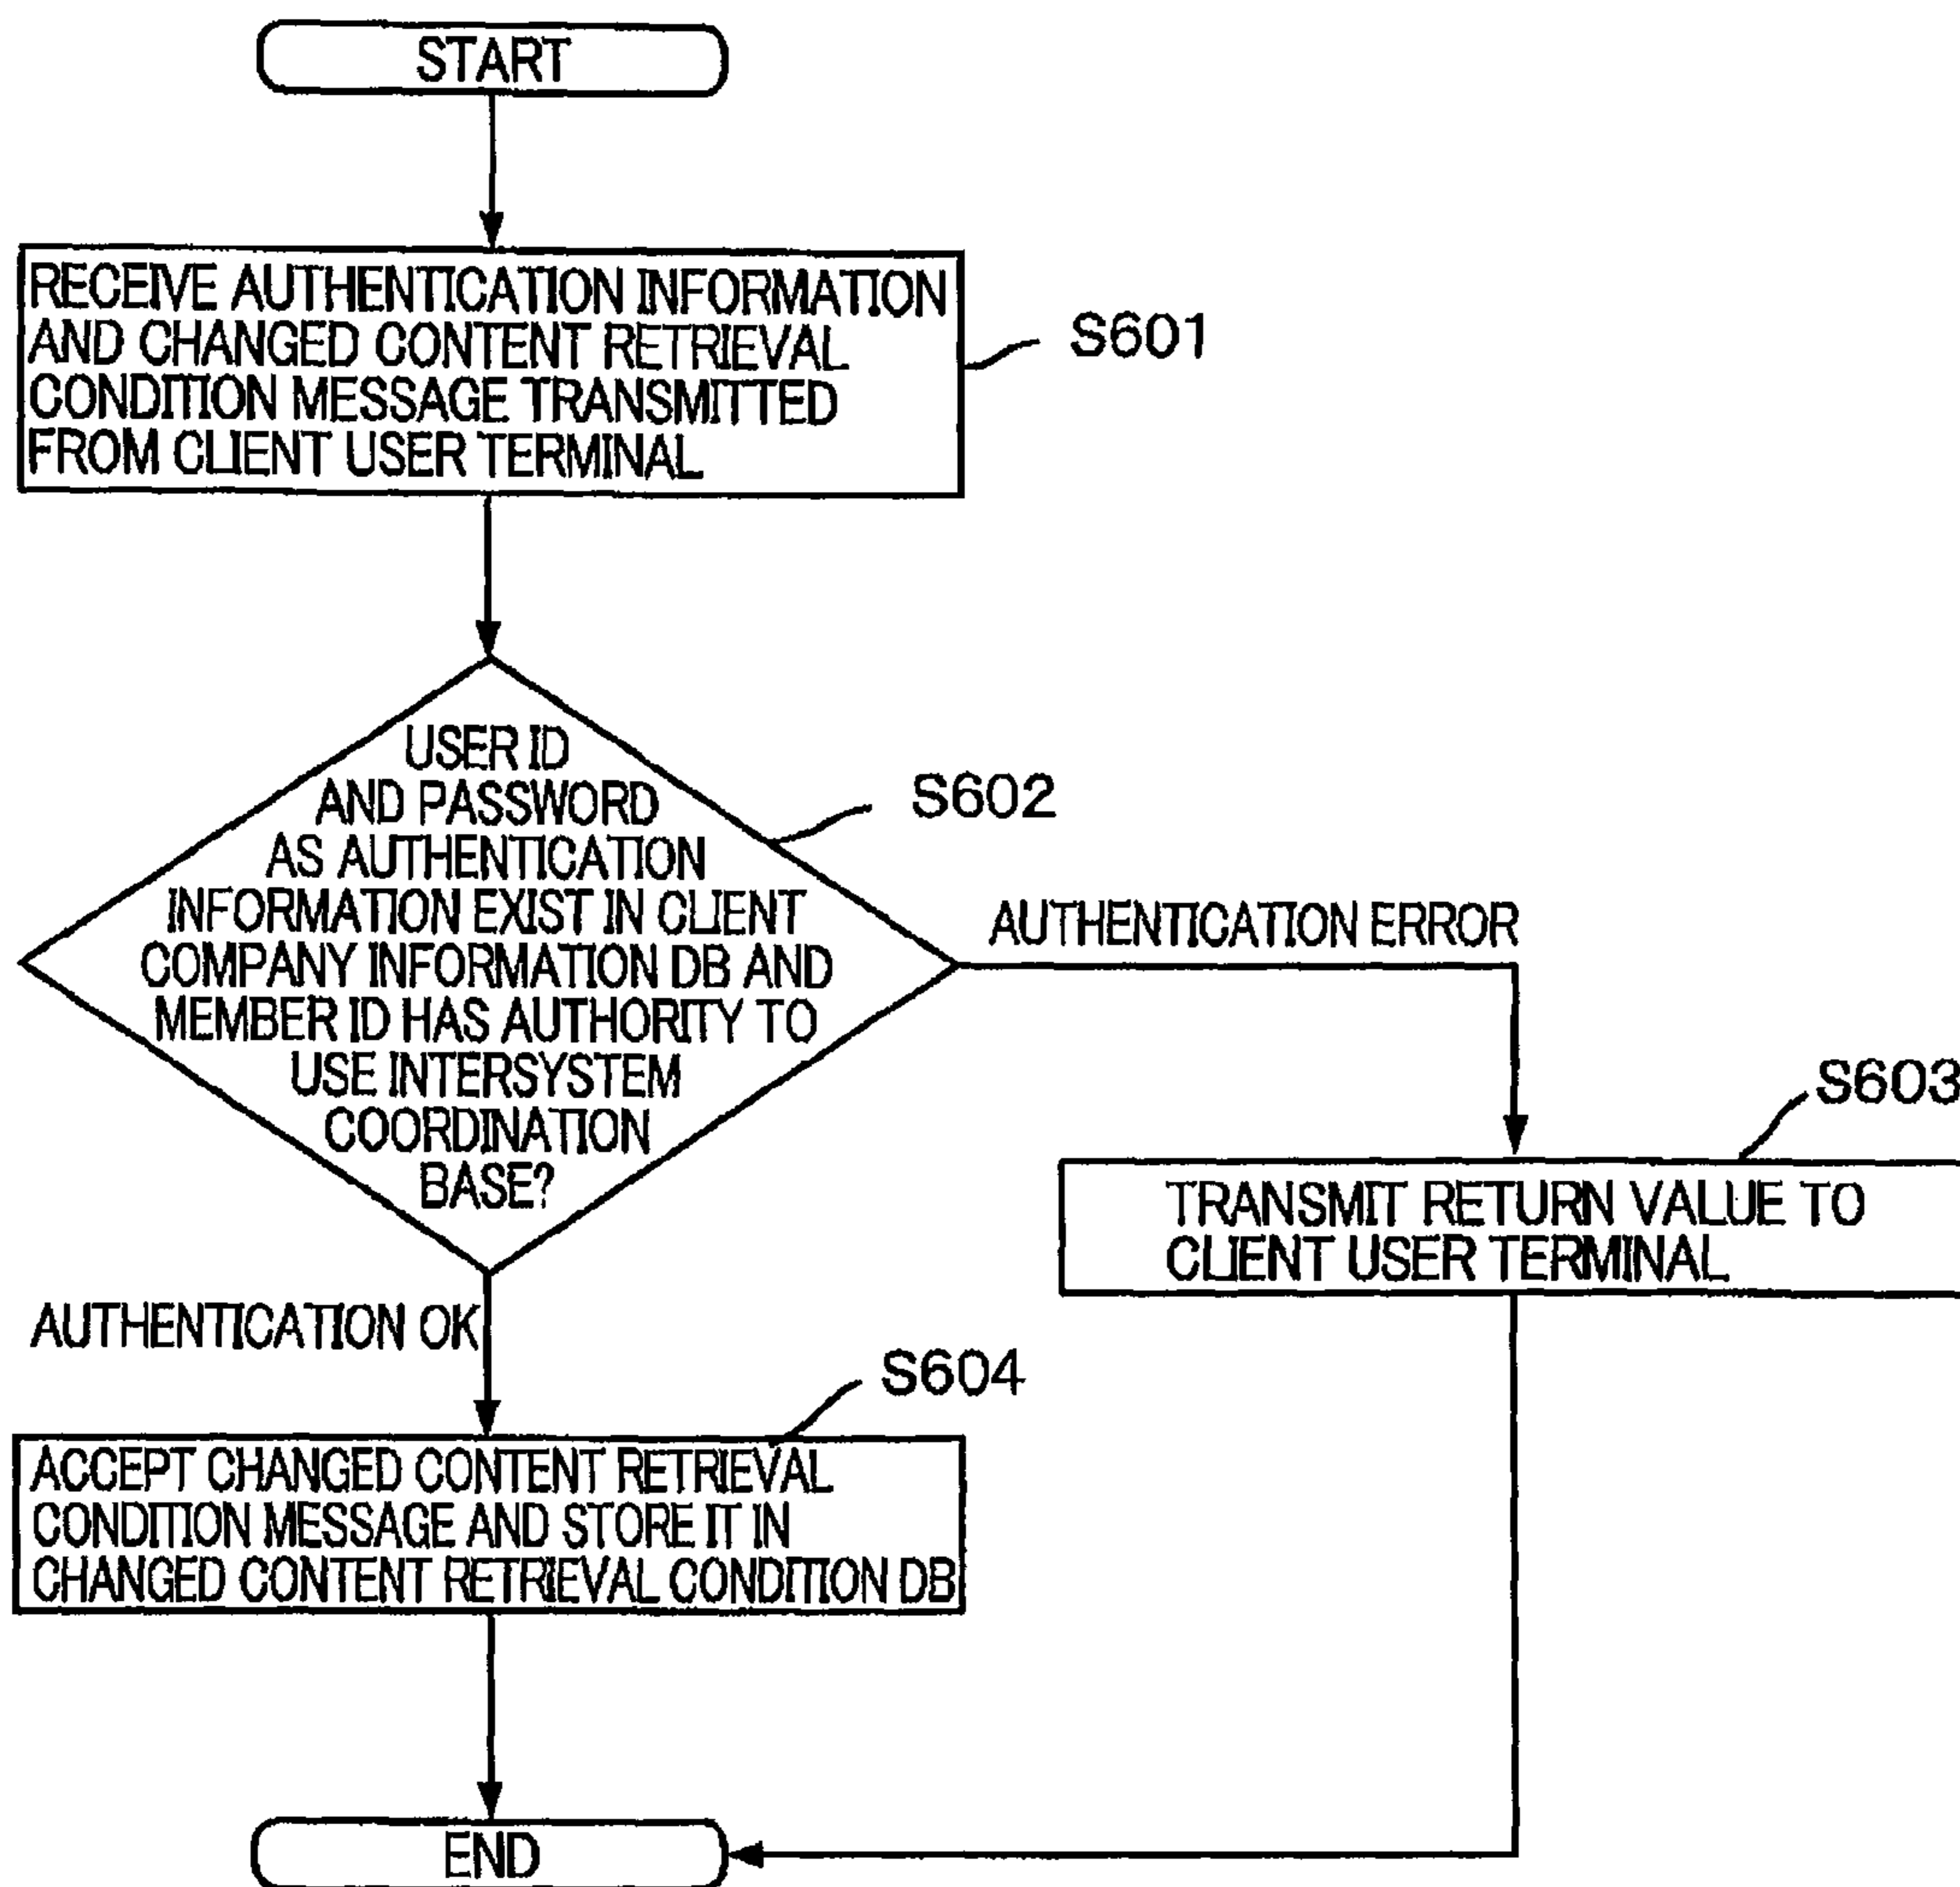 START
RECEIVE AUTHENTICATION INFORMATION
AND CHANGED CONTENT RETRIEVAL
CONDITION MESSAGE TRANSMITTED
FROM CLIENT USER TERMINAL
S601
USER ID
AND PASSWORD
AS AUTHENTICATION
INFORMATION EXIST IN CLIENT
COMPANY INFORMATION DB AND
MEMBER ID HAS AUTHORITY TO
USE INTERSYSTEM
COORDINATION
BASE?
S602
AUTHENTICATION ERROR
S603
TRANSMIT RETURN VALUE TO
CLIENT USER TERMINAL
AUTHENTICATION OK
S604
ACCEPT CHANGED CONTENT RETRIEVAL
CONDITION MESSAGE AND STORE IT IN
CHANGED CONTENT RETRIEVAL CONDITION DB
END